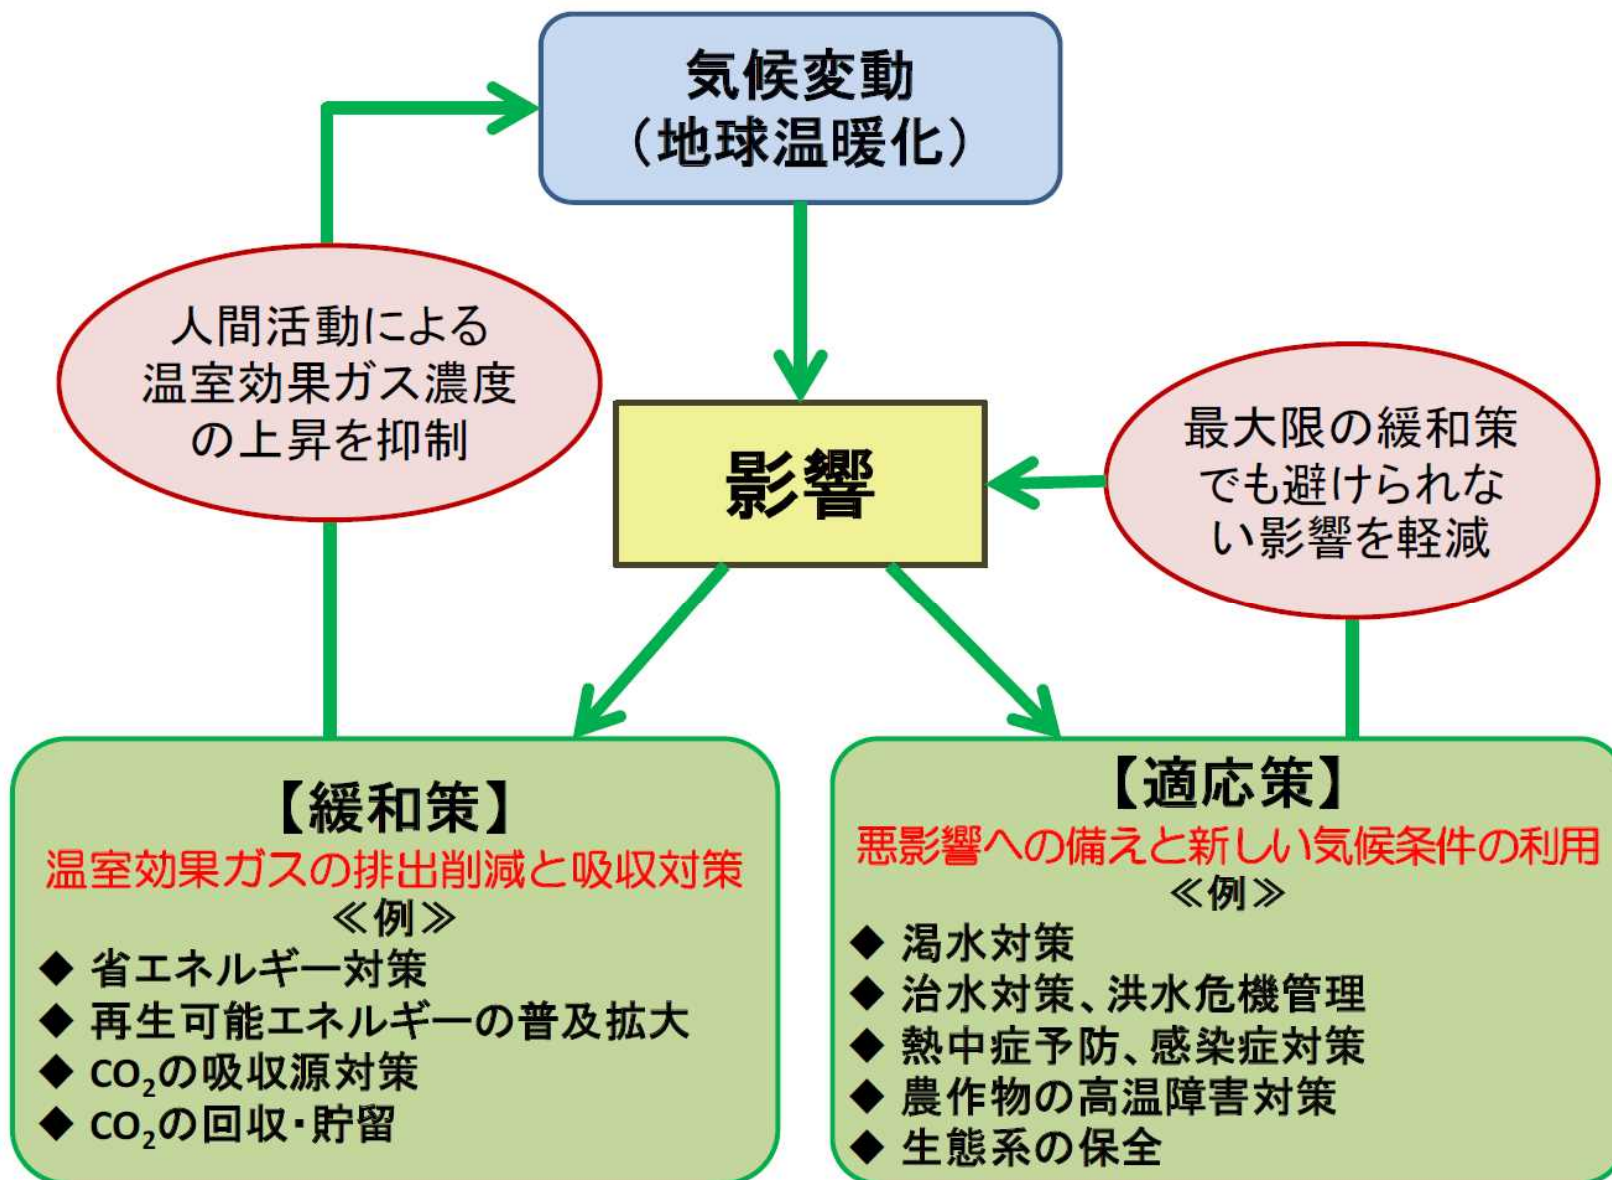 気候変動
（地球温暖化）
人間活動による
温室効果ガス濃度
の上昇を抑制
影響
最大限の緩和策
でも避けられな
い影響を軽減
【緩和策】
温室効果ガスの排出削減と吸収対策
≪例≫
◆ 省エネルギー対策
◆ 再生可能エネルギーの普及拡大
◆ CO₂の吸収源対策
◆ CO₂の回収・貯留
【適応策】
悪影響への備えと新しい気候条件の利用
≪例≫
◆ 渇水対策
◆ 治水対策、洪水危機管理
◆ 熱中症予防、感染症対策
◆ 農作物の高温障害対策
◆ 生態系の保全